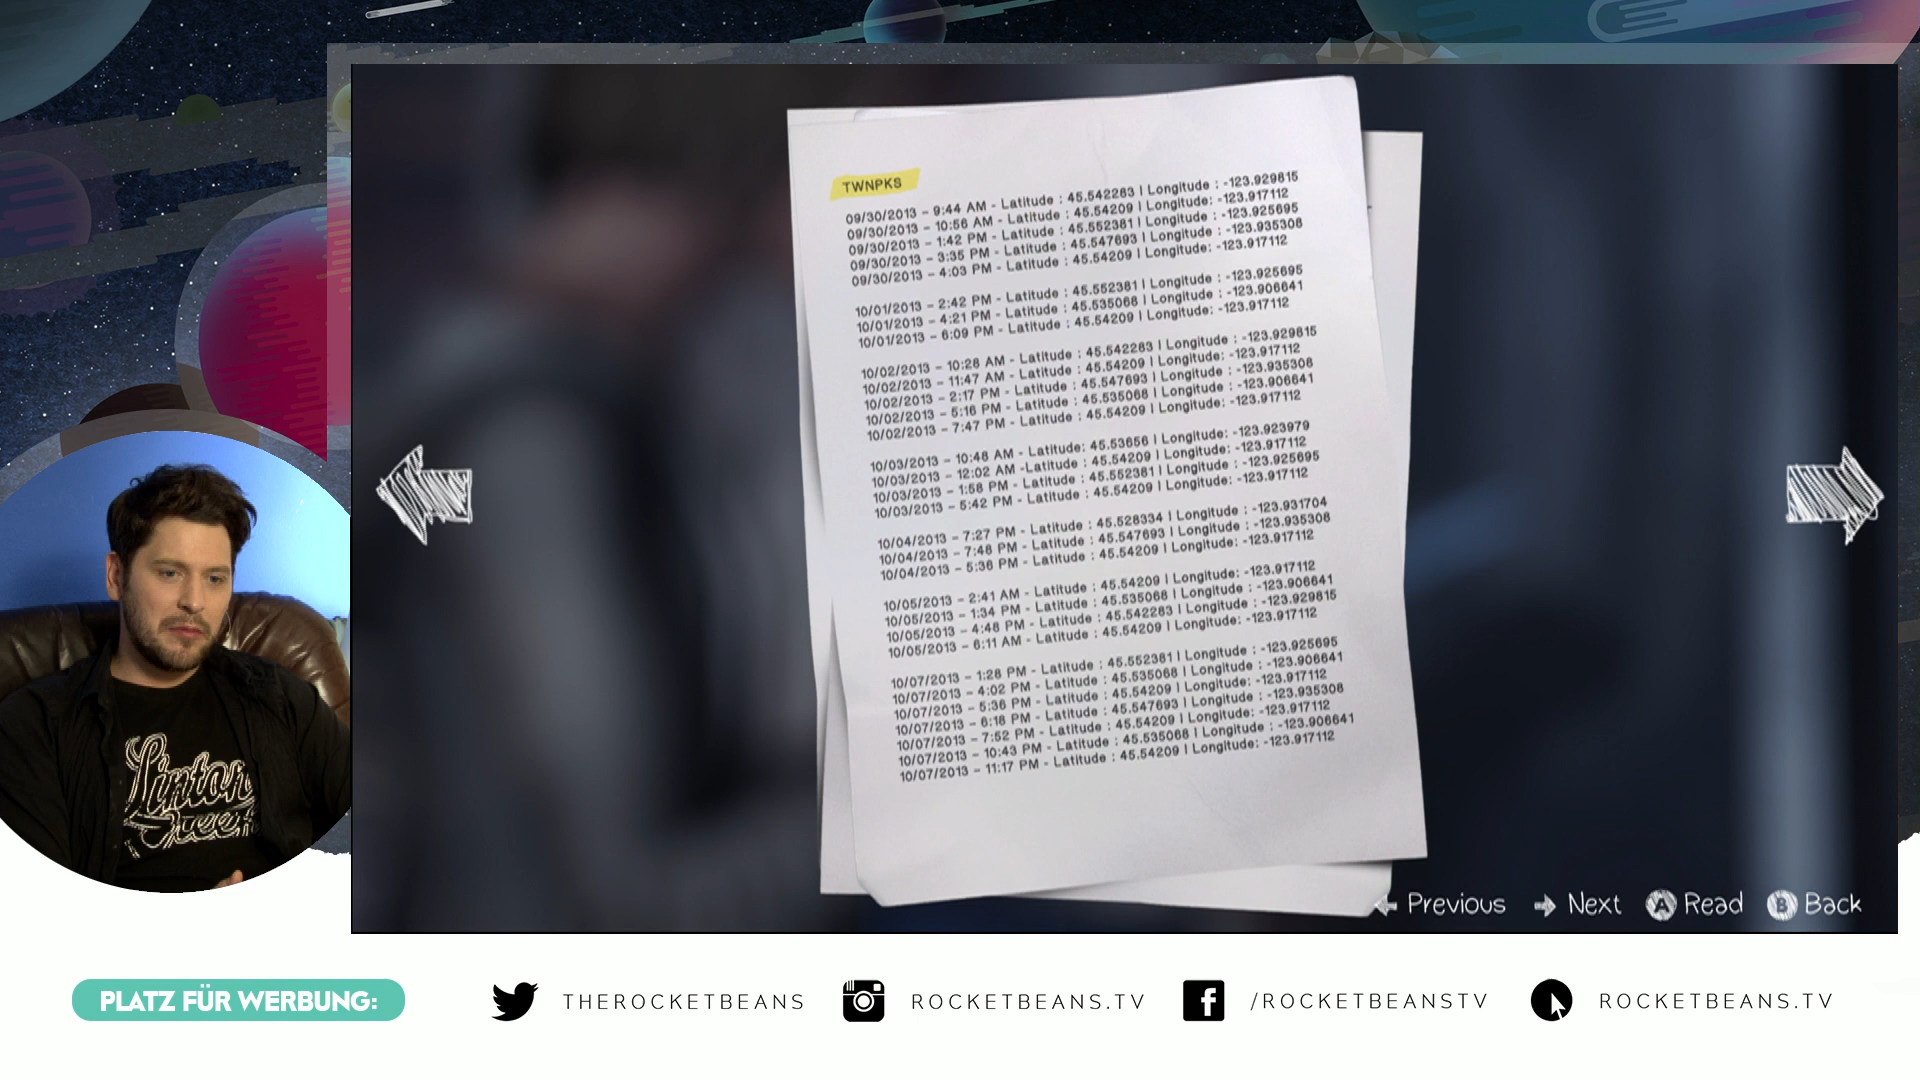 TWNPKS
09/30/2013 – 9:44 AM - Latitude : 45.542283 | Longitude : -123.929815
09/30/2013 – 10:56 AM - Latitude : 45.54209 | Longitude: -123.917112
09/30/2013 – 1:42 PM - Latitude : 45.552381 | Longitude : -123.925695
09/30/2013 – 3:35 PM - Latitude : 45.547693 | Longitude : -123.935308
09/30/2013 – 4:03 PM - Latitude : 45.54209 | Longitude: -123.917112
10/01/2013 – 2:42 PM - Latitude : 45.552381 | Longitude : -123.925695
10/01/2013 – 4:21 PM - Latitude : 45.535068 | Longitude : -123.906641
10/01/2013 – 6:09 PM - Latitude : 45.54209 | Longitude: -123.917112
10/02/2013 – 10:28 AM - Latitude : 45.542283 | Longitude : -123.929815
10/02/2013 – 11:47 AM - Latitude : 45.54209 | Longitude: -123.917112
10/02/2013 – 2:17 PM - Latitude : 45.547693 | Longitude : -123.935308
10/02/2013 – 5:16 PM - Latitude : 45.535068 | Longitude : -123.906641
10/02/2013 – 7:47 PM - Latitude : 45.54209 | Longitude: -123.917112
10/03/2013 – 10:46 AM - Latitude: 45.53656 | Longitude: -123.923979
10/03/2013 – 12:02 AM -Latitude : 45.54209 | Longitude: -123.917112
10/03/2013 – 1:58 PM - Latitude : 45.552381 | Longitude : -123.925695
10/03/2013 – 5:42 PM - Latitude : 45.54209 | Longitude: -123.917112
10/04/2013 – 7:27 PM - Latitude : 45.528334 | Longitude : -123.931704
10/04/2013 – 7:48 PM - Latitude : 45.547693 | Longitude : -123.935308
10/04/2013 – 5:36 PM - Latitude : 45.54209 | Longitude: -123.917112
10/05/2013 – 2:41 AM - Latitude : 45.54209 | Longitude: -123.917112
10/05/2013 – 1:34 PM - Latitude : 45.535068 | Longitude : -123.906641
10/05/2013 – 4:48 PM - Latitude : 45.542283 | Longitude : -123.929815
10/05/2013 – 6:11 AM - Latitude : 45.54209 | Longitude: -123.917112
10/07/2013 – 1:28 PM - Latitude : 45.552381 | Longitude : -123.925695
10/07/2013 – 4:02 PM - Latitude : 45.535068 | Longitude : -123.906641
10/07/2013 – 5:36 PM - Latitude : 45.54209 | Longitude: -123.917112
10/07/2013 – 6:18 PM - Latitude : 45.547693 | Longitude : -123.935308
10/07/2013 – 7:52 PM - Latitude : 45.54209 | Longitude: -123.917112
10/07/2013 – 10:43 PM - Latitude : 45.535068 | Longitude : -123.906641
10/07/2013 – 11:17 PM - Latitude : 45.54209 | Longitude: -123.917112
Previous Next A Read B Back
Linton
PLATZ FÜR WERBUNG: THEROCKETBEANS ROCKETBEANS.TV /ROCKETBEANSTV ROCKETBEANS.TV